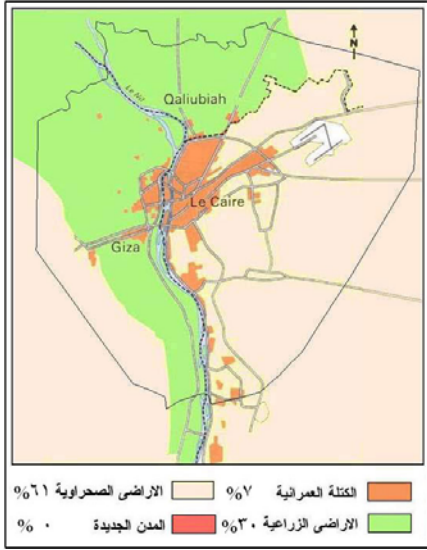 N
Le Nil
Qaliubiah
Le Caire
Giza
الكتلة العمرانية ٧%
الاراضى الصحراوية ٦١%
الاراضى الزراعية ٣٠%
المدن الجديدة ٠ %